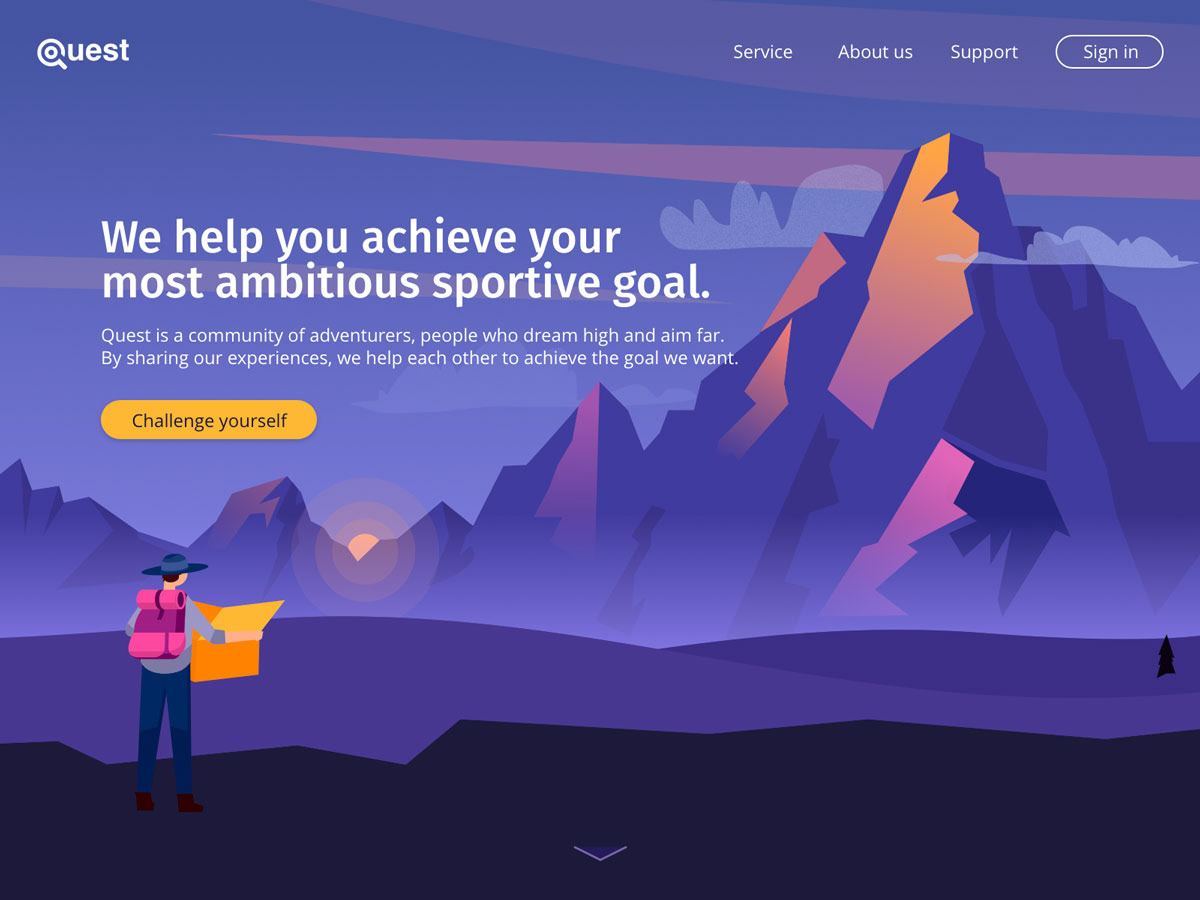 Quest
Service About us Support Sign in
We help you achieve your
most ambitious sportive goal.
Quest is a community of adventurers, people who dream high and aim far.
By sharing our experiences, we help each other to achieve the goal we want.
Challenge yourself